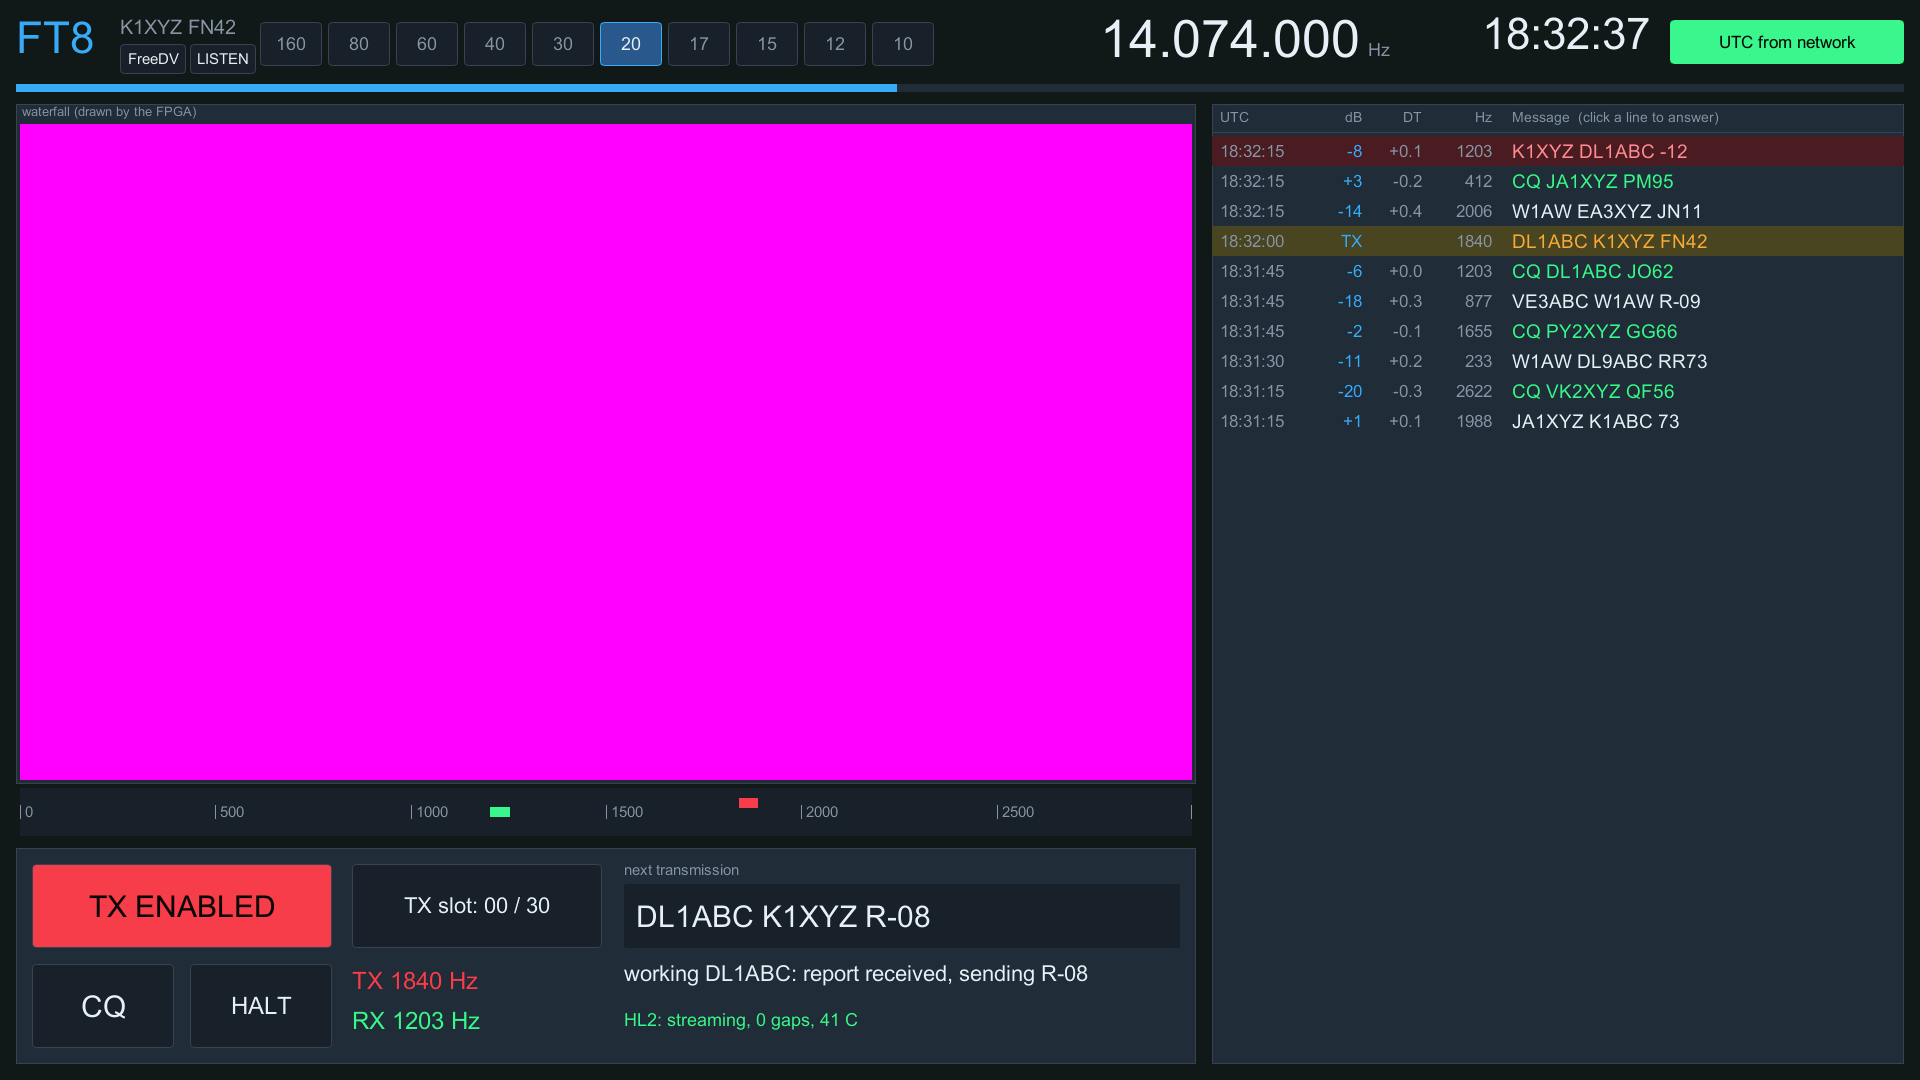 FT8
K1XYZ FN42
FreeDV LISTEN
160 80 60 40 30 20 17 15 12 10
14.074.000 Hz
18:32:37
UTC from network
waterfall (drawn by the FPGA)
0 500 1000 1500 2000 2500
TX ENABLED
TX slot: 00 / 30
CQ
HALT
TX 1840 Hz
RX 1203 Hz
next transmission
DL1ABC K1XYZ R-08
working DL1ABC: report received, sending R-08
HL2: streaming, 0 gaps, 41 C
UTC dB DT Hz Message (click a line to answer)
18:32:15 -8 +0.1 1203 K1XYZ DL1ABC -12
18:32:15 +3 -0.2 412 CQ JA1XYZ PM95
18:32:15 -14 +0.4 2006 W1AW EA3XYZ JN11
18:32:00 TX 1840 DL1ABC K1XYZ FN42
18:31:45 -6 +0.0 1203 CQ DL1ABC JO62
18:31:45 -18 +0.3 877 VE3ABC W1AW R-09
18:31:45 -2 -0.1 1655 CQ PY2XYZ GG66
18:31:30 -11 +0.2 233 W1AW DL9ABC RR73
18:31:15 -20 -0.3 2622 CQ VK2XYZ QF56
18:31:15 +1 +0.1 1988 JA1XYZ K1ABC 73